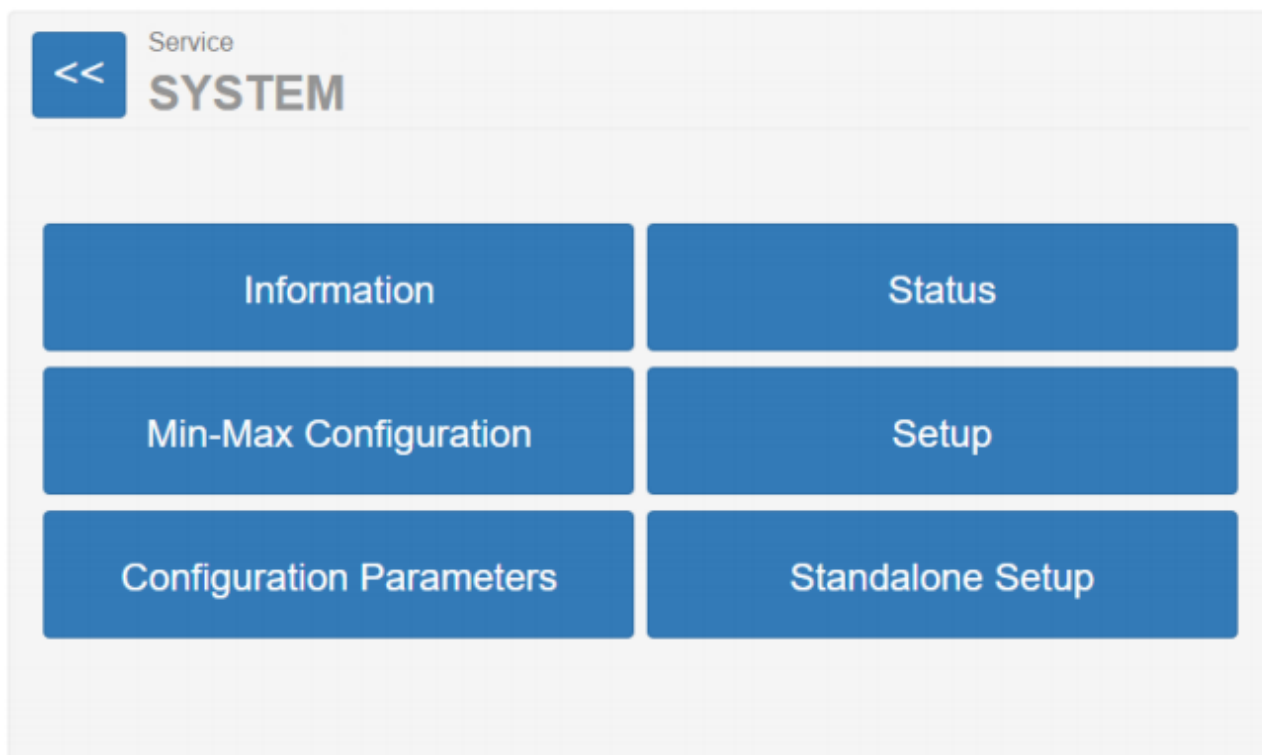 <<
Service
SYSTEM
Information
Status
Min-Max Configuration
Setup
Configuration Parameters
Standalone Setup